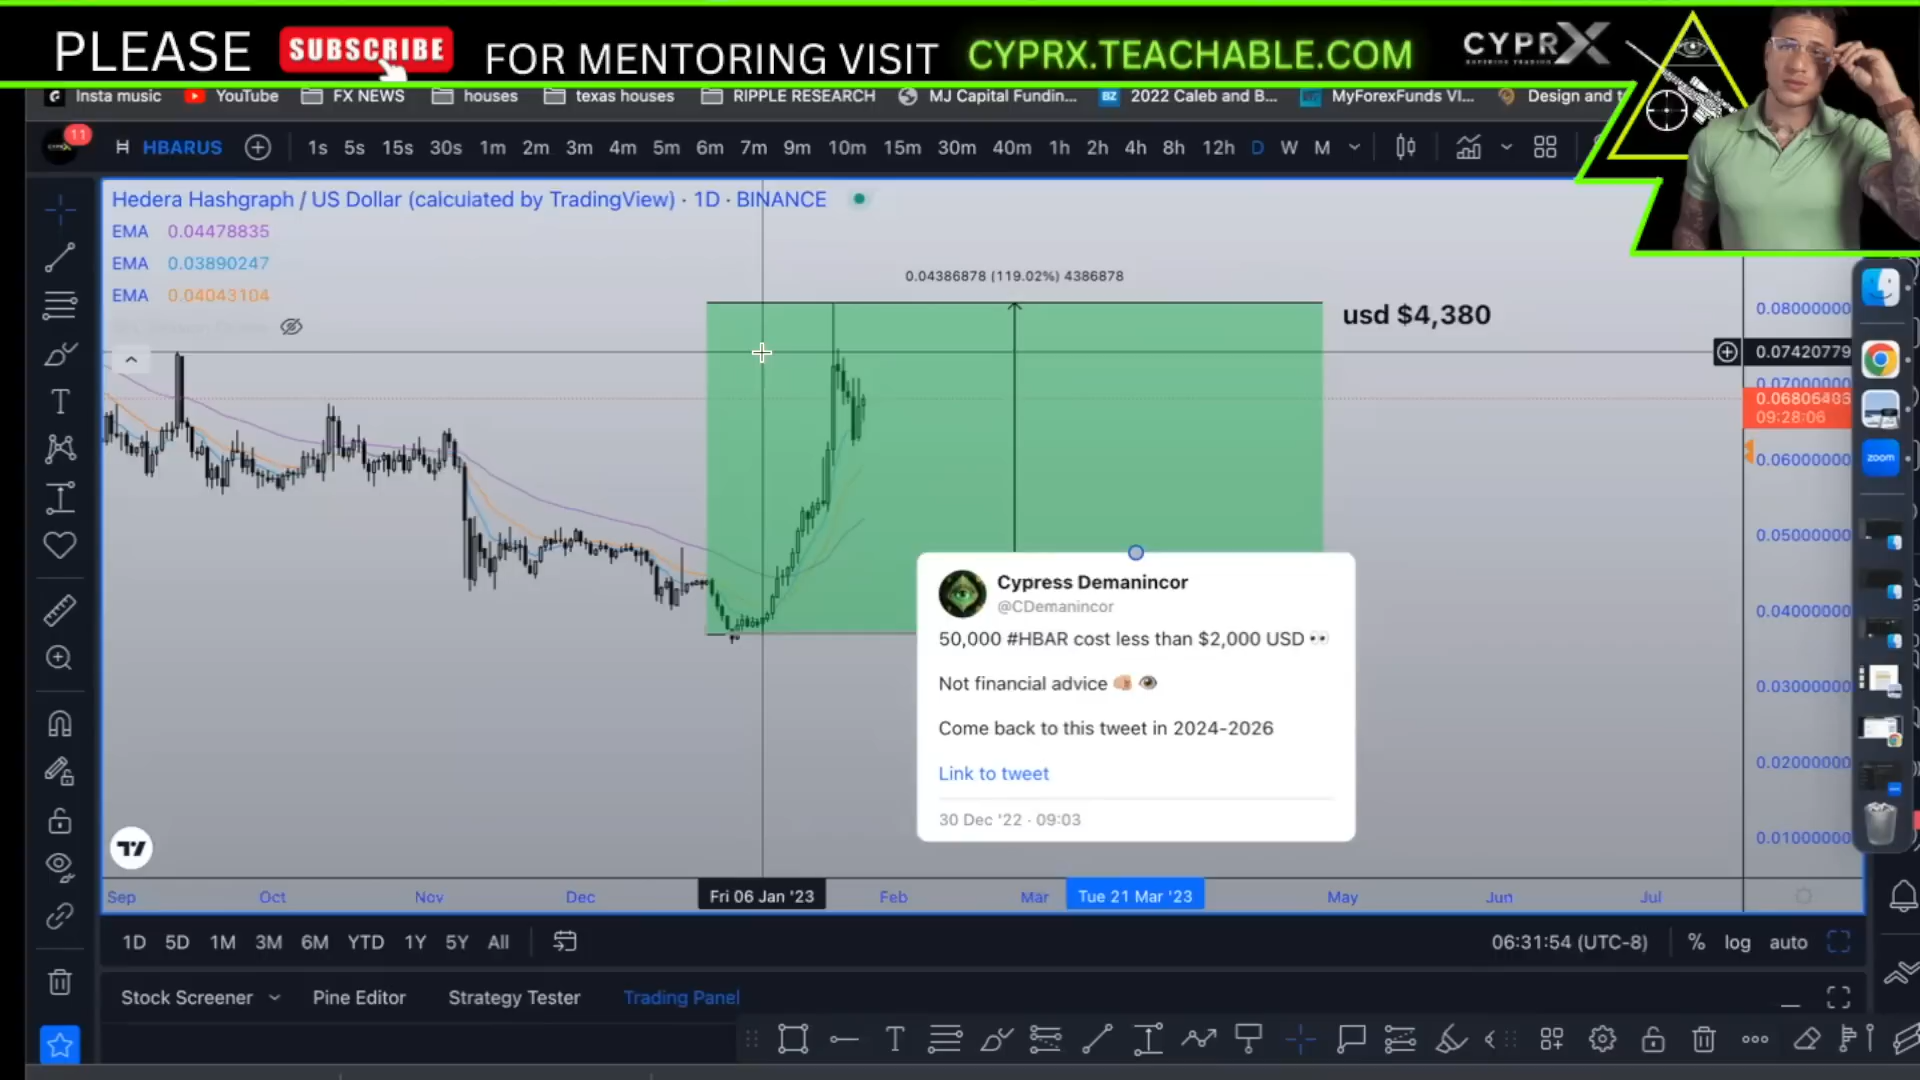 PLEASE SUBSCRIBE FOR MENTORING VISIT CYPRX.TEACHABLE.COM CYPRX
Insta music YouTube FX NEWS houses texas houses RIPPLE RESEARCH MJ Capital Fundin... BZ 2022 Caleb and B... MyForexFunds VI... Design and t
11 HBARUS 1s 5s 15s 30s 1m 2m 3m 4m 5m 6m 7m 9m 10m 15m 30m 40m 1h 2h 4h 8h 12h D W M
Hedera Hashgraph / US Dollar (calculated by TradingView) · 1D · BINANCE
EMA 0.04478835
EMA 0.03890247
EMA 0.04043104
0.04386878 (119.02%) 4386878
usd $4,380
0.08000000
0.07420779
0.07000000
0.06806403
09:28:06
0.06000000
0.05000000
0.04000000
0.03000000
0.02000000
0.01000000
zoom
Cypress Demanincor
@CDemanincor
50,000 #HBAR cost less than $2,000 USD 👀
Not financial advice 👊🏼 👁
Come back to this tweet in 2024-2026
Link to tweet
30 Dec '22 · 09:03
Sep Oct Nov Dec Fri 06 Jan '23 Feb Mar Tue 21 Mar '23 May Jun Jul
1D 5D 1M 3M 6M YTD 1Y 5Y All 06:31:54 (UTC-8) % log auto
Stock Screener Pine Editor Strategy Tester Trading Panel